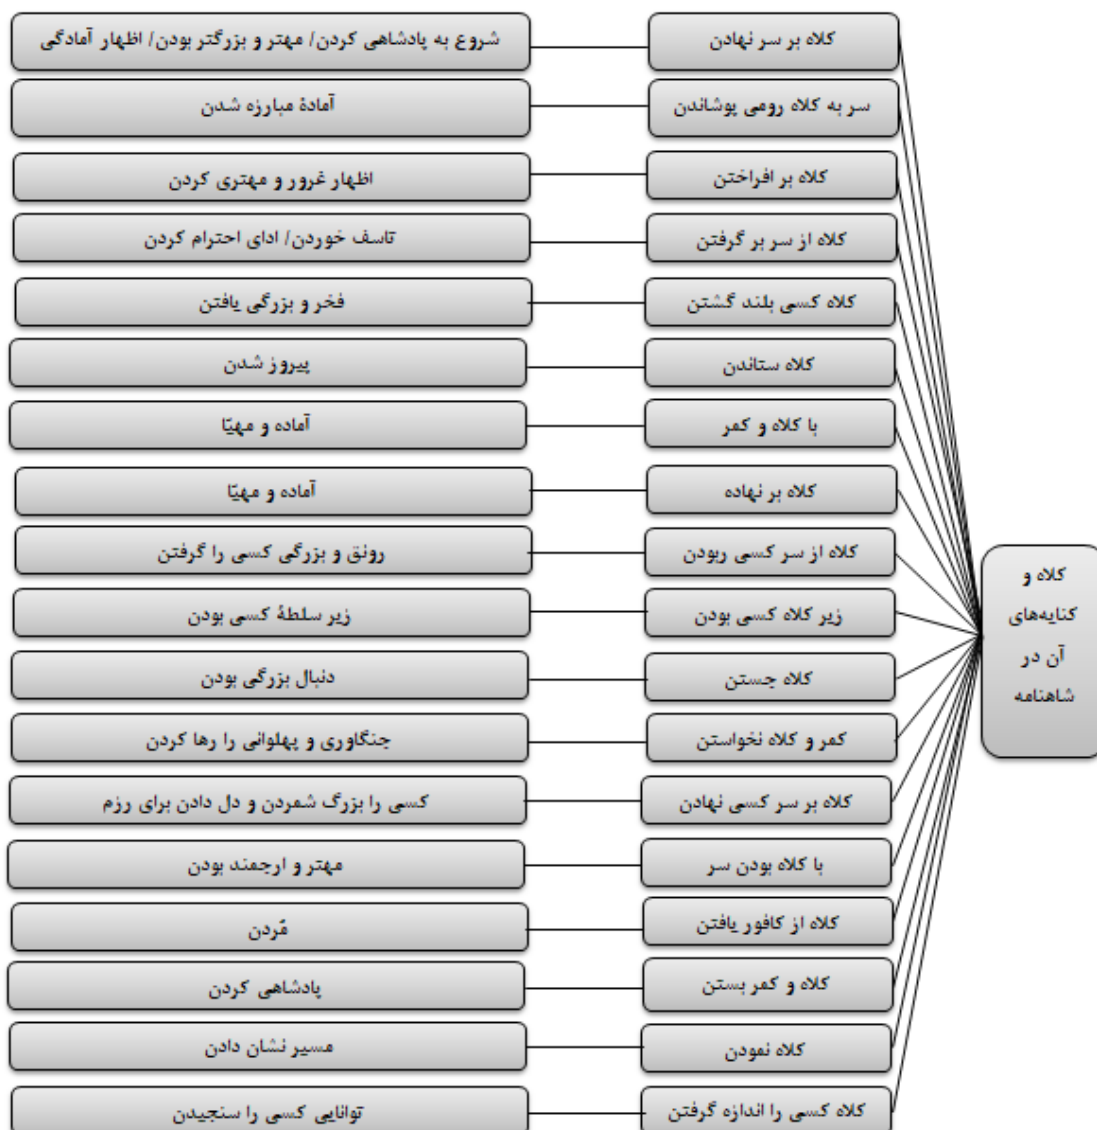 کلاه و
کنایه‌های
آن در
شاهنامه
کلاه بر سر نهادن
شروع به پادشاهی کردن/ مهتر و بزرگتر بودن/ اظهار آمادگی
سر به کلاه رومی پوشاندن
آمادهٔ مبارزه شدن
کلاه بر افراختن
اظهار غرور و مهتری کردن
کلاه از سر بر گرفتن
تاسف خوردن/ ادای احترام کردن
کلاه کسی بلند گشتن
فخر و بزرگی یافتن
کلاه ستاندن
پیروز شدن
با کلاه و کمر
آماده و مهیّا
کلاه بر نهاده
آماده و مهیّا
کلاه از سر کسی ربودن
رونق و بزرگی کسی را گرفتن
زیر کلاه کسی بودن
زیر سلطهٔ کسی بودن
کلاه جستن
دنبال بزرگی بودن
کمر و کلاه نخواستن
جنگاوری و پهلوانی را رها کردن
کلاه بر سر کسی نهادن
کسی را بزرگ شمردن و دل دادن برای رزم
با کلاه بودن سر
مهتر و ارجمند بودن
کلاه از کافور یافتن
مُردن
کلاه و کمر بستن
پادشاهی کردن
کلاه نمودن
مسیر نشان دادن
کلاه کسی را اندازه گرفتن
توانایی کسی را سنجیدن